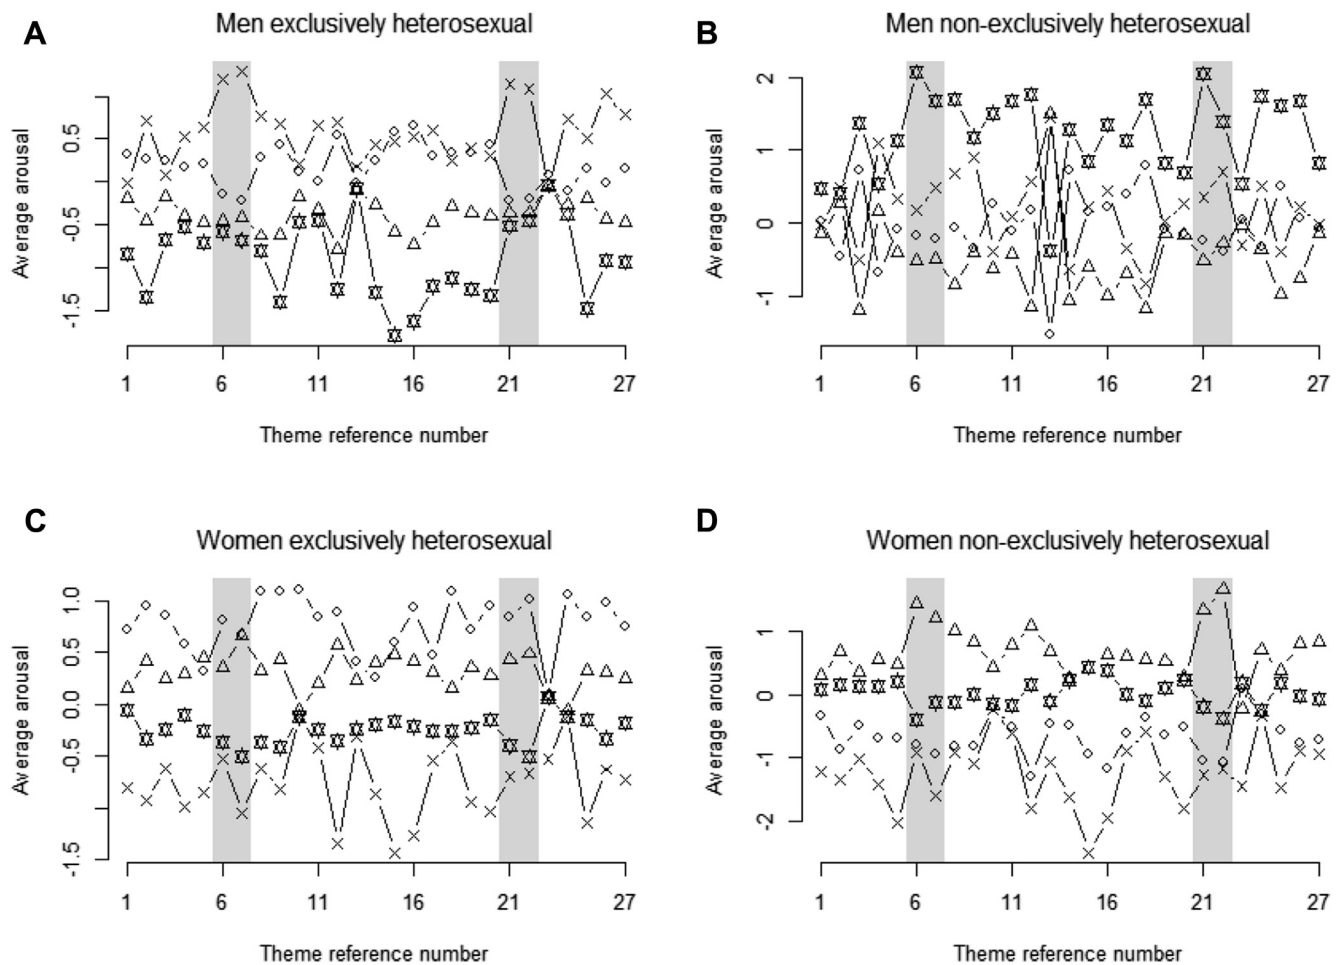 A
Men exclusively heterosexual
Average arousal
0.5
-0.5
-1.5
1 6 11 16 21 27
Theme reference number
B
Men non-exclusively heterosexual
Average arousal
2
1
0
-1
1 6 11 16 21 27
Theme reference number
C
Women exclusively heterosexual
Average arousal
1.0
0.5
0.0
-0.5
-1.5
1 6 11 16 21 27
Theme reference number
D
Women non-exclusively heterosexual
Average arousal
1
0
-1
-2
1 6 11 16 21 27
Theme reference number